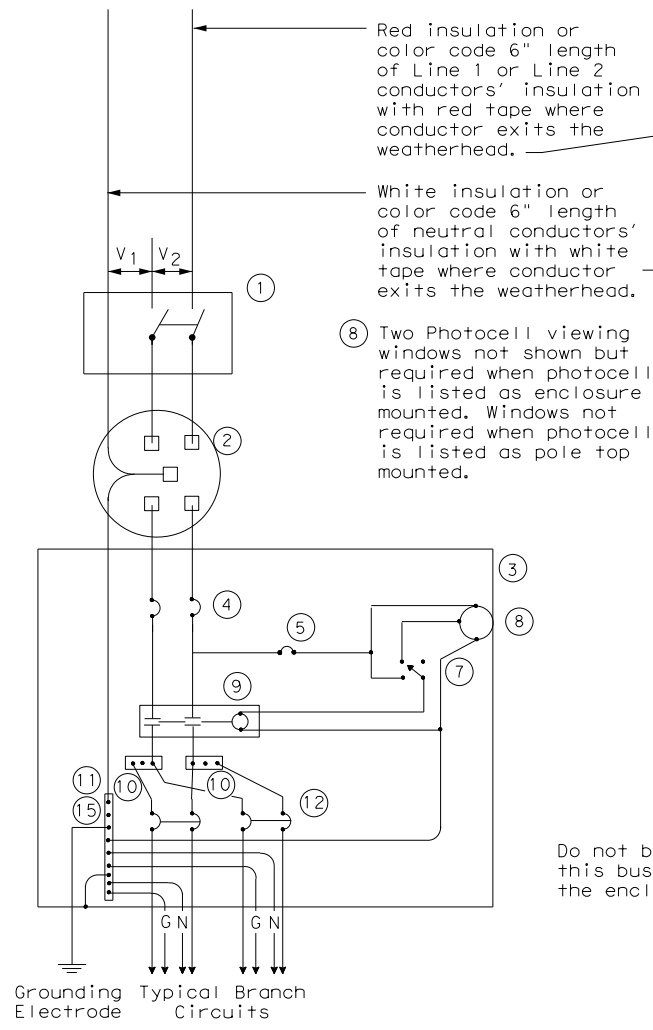 Red insulation or
color code 6" length
of Line 1 or Line 2
conductors' insulation
with red tape where
conductor exits the
weatherhead.
White insulation or
color code 6" length
of neutral conductors'
insulation with white
tape where conductor
exits the weatherhead.
V1 V2
1
8 Two Photocell viewing
windows not shown but
required when photocell
is listed as enclosure
mounted. Windows not
required when photocell
is listed as pole top
mounted.
2
3
4
5
8
7
9
11 10 10
15 12
Do not b
this bus
the encl
G N G N
Grounding
Electrode
Typical Branch
Circuits